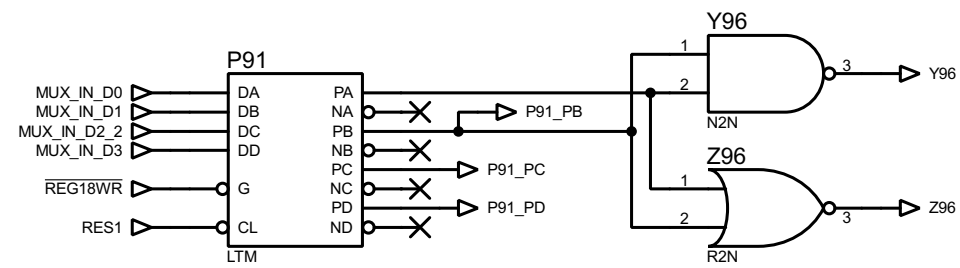 Y96
P91
1
3
Y96
MUX_IN_D0
DA
PA
2
MUX_IN_D1
DB
NA
P91_PB
N2N
MUX_IN_D2_2
DC
PB
MUX_IN_D3
DD
NB
Z96
PC
P91_PC
REG18WR
G
NC
1
PD
P91_PD
3
Z96
RES1
CL
ND
2
LTM
R2N